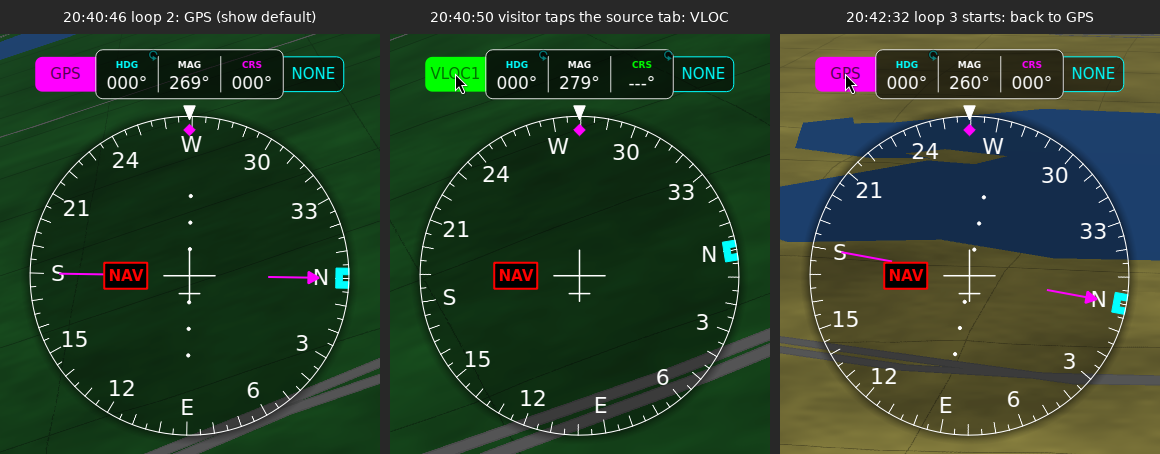 20:40:46 loop 2: GPS (show default)
GPS
HDG
000°
MAG
269°
CRS
000°
NONE
W
24
30
21
33
S
NAV
N
15
3
12
6
E
20:40:50 visitor taps the source tab: VLOC
VLOC1
HDG
000°
MAG
279°
CRS
---°
NONE
W
30
24
33
21
N
NAV
S
3
15
6
12
E
20:42:32 loop 3 starts: back to GPS
GPS
HDG
000°
MAG
260°
CRS
000°
NONE
24
W
21
30
33
S
NAV
N
15
3
12
6
E